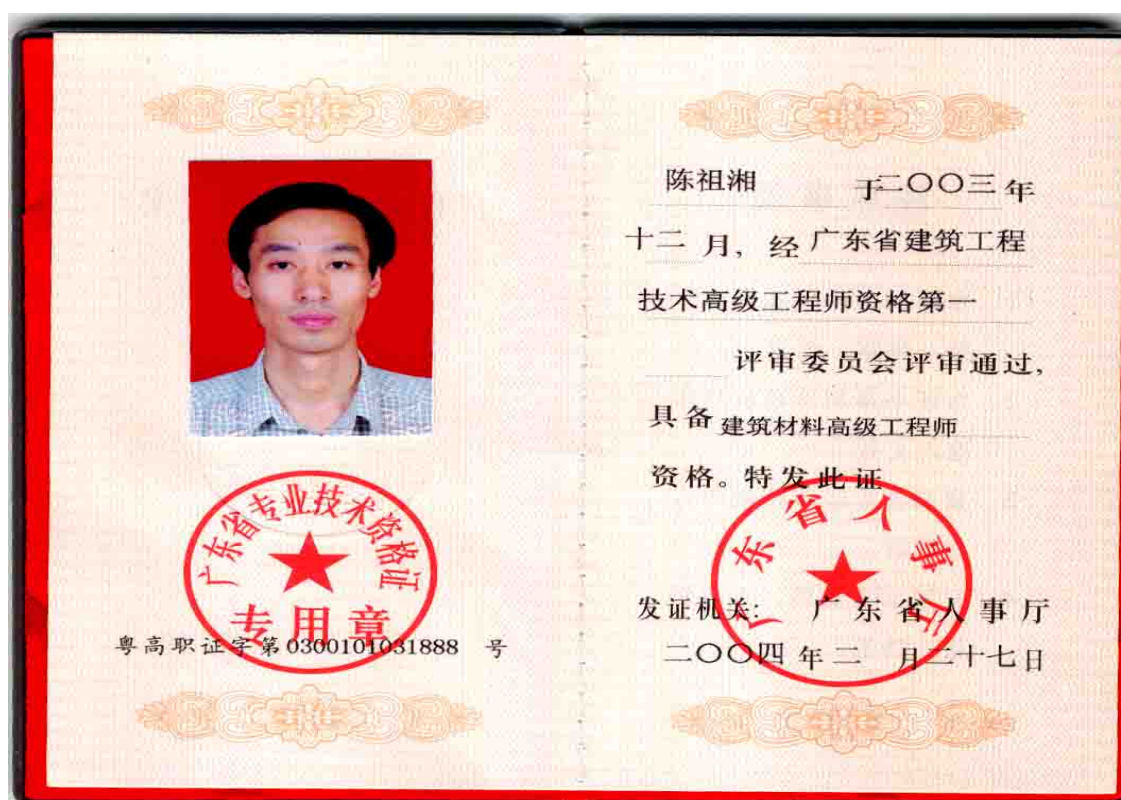 广东省专业技术资格证
专用章
粤高职证字第0300101031888 号
陈祖湘 于二〇〇三年
十二月，经广东省建筑工程
技术高级工程师资格第一
评审委员会评审通过，
具备建筑材料高级工程师
资格。特发此证
广东省人事厅
发证机关： 广东省人事厅
二〇〇四年二 月二十七日